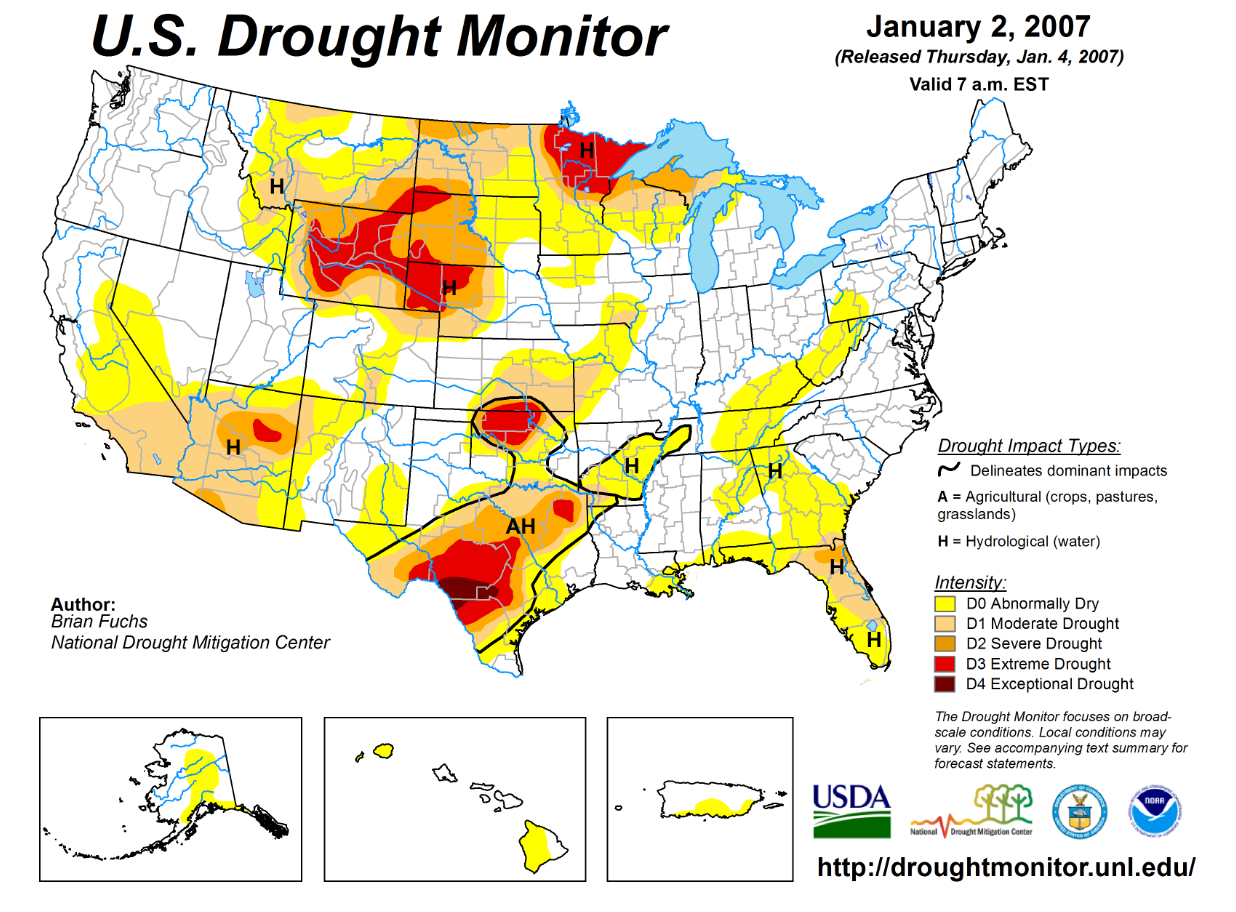 U.S. Drought Monitor
January 2, 2007
(Released Thursday, Jan. 4, 2007)
Valid 7 a.m. EST
H
H
H
H
H
H
AH
H
H
Drought Impact Types:
Delineates dominant impacts
A = Agricultural (crops, pastures,
grasslands)
H = Hydrological (water)
Intensity:
D0 Abnormally Dry
D1 Moderate Drought
D2 Severe Drought
D3 Extreme Drought
D4 Exceptional Drought
Author:
Brian Fuchs
National Drought Mitigation Center
The Drought Monitor focuses on broad-
scale conditions. Local conditions may
vary. See accompanying text summary for
forecast statements.
USDA
National Drought Mitigation Center
NOAA
http://droughtmonitor.unl.edu/